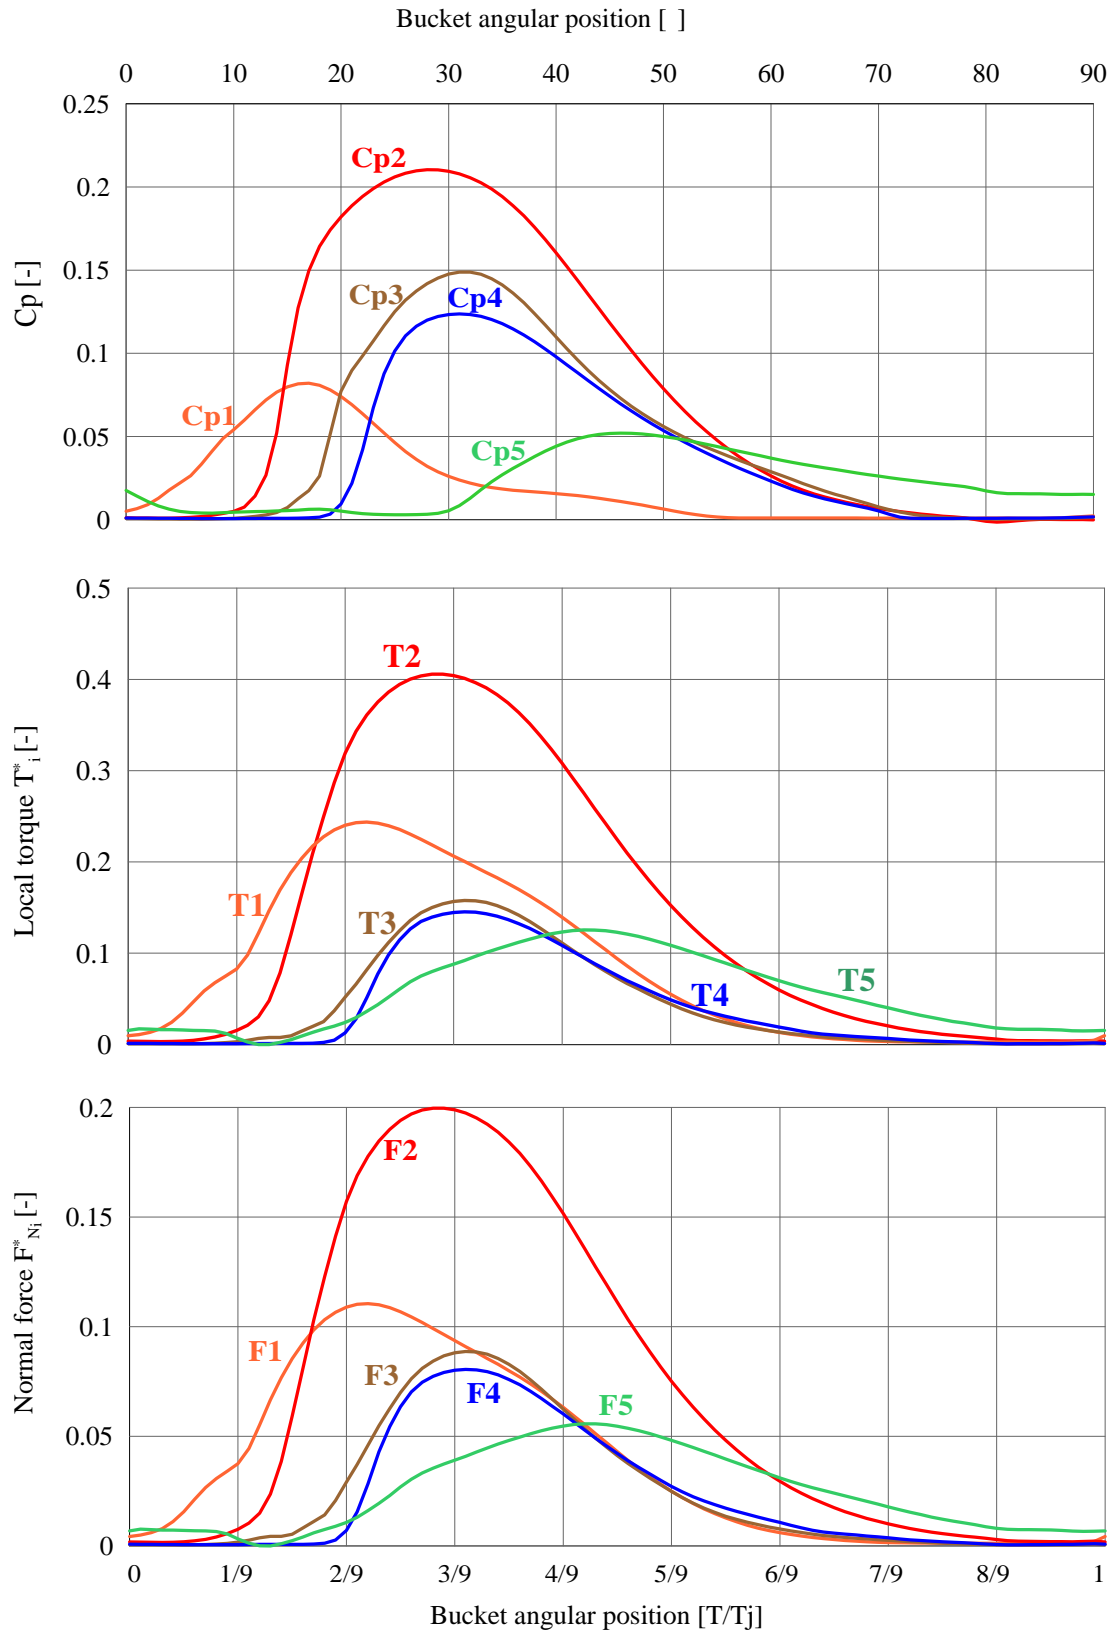 Bucket angular position [ ]
0 10 20 30 40 50 60 70 80 90
0.25
0.2
0.15
0.1
0.05
0
Cp [-]
Cp2
Cp3
Cp4
Cp1
Cp5
0.5
0.4
0.3
0.2
0.1
0
Local torque T*i [-]
T2
T1
T3
T5
T4
0.2
0.15
0.1
0.05
0
Normal force F*Ni [-]
F2
F1
F3
F4
F5
0 1/9 2/9 3/9 4/9 5/9 6/9 7/9 8/9 1
Bucket angular position [T/Tj]